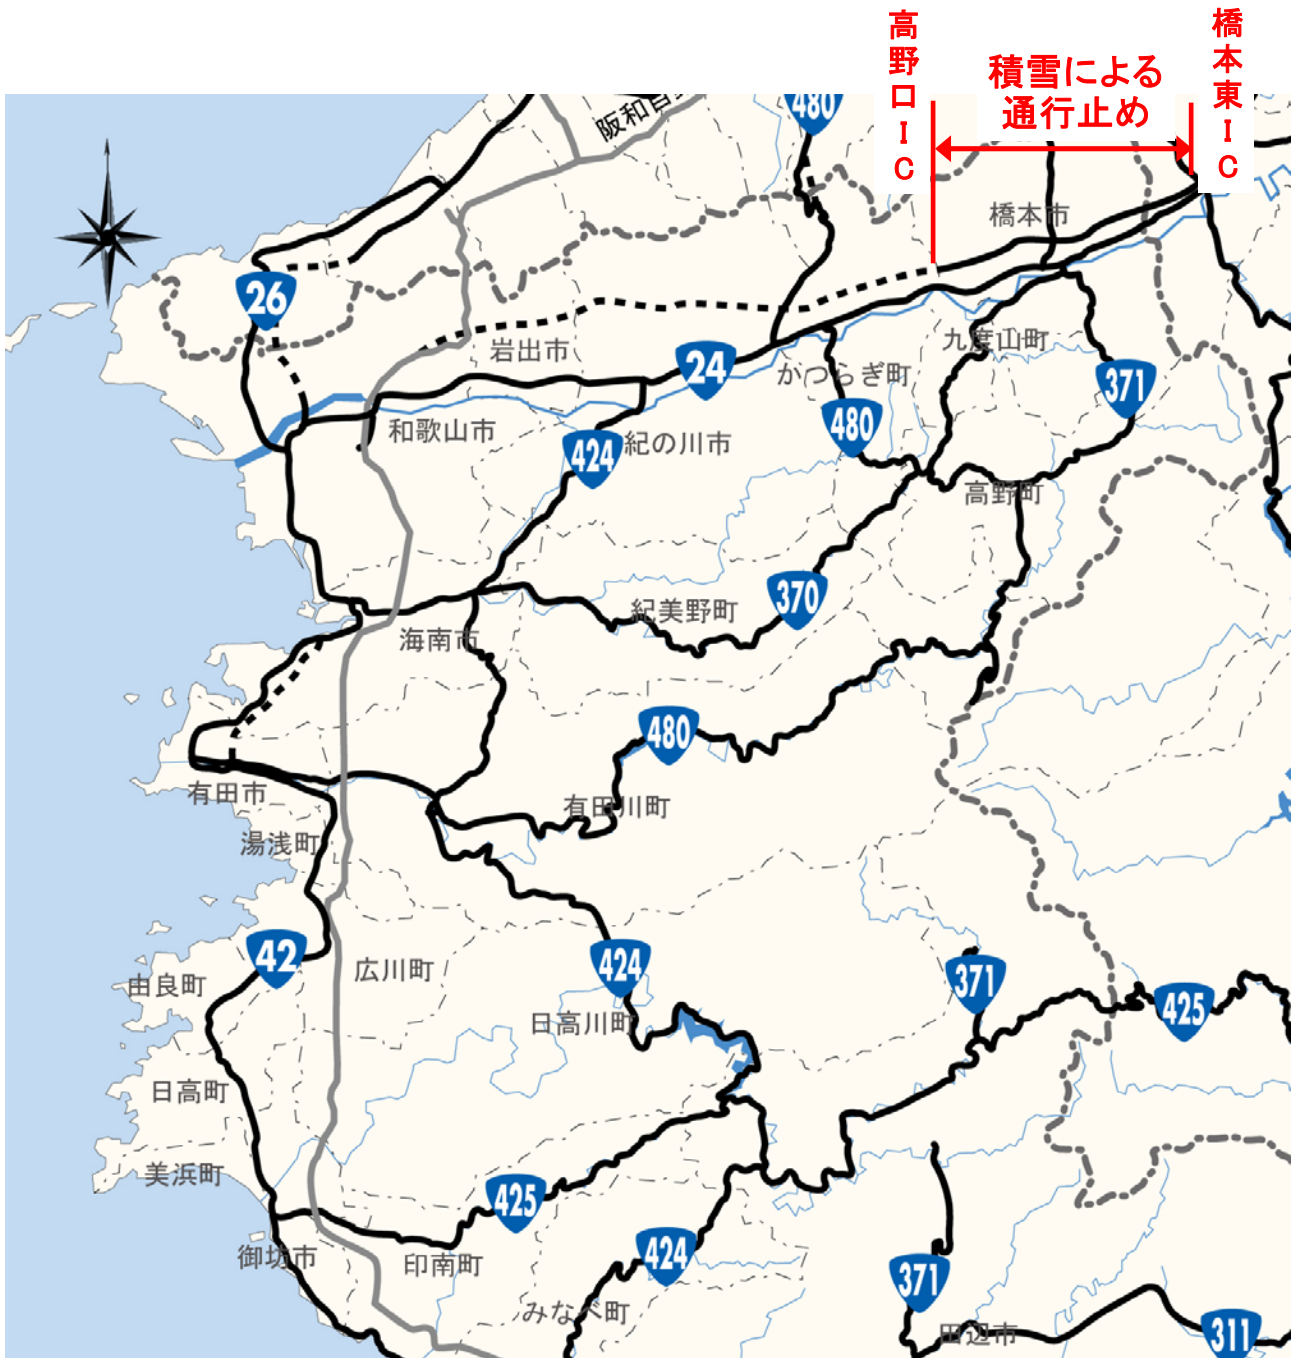 高野口IC
橋本東IC
積雪による
通行止め
阪和自
480
橋本市
26
岩出市
24
九度山町
かつらぎ町
371
480
和歌山市
424
紀の川市
高野町
370
紀美野町
海南市
480
有田市
有田川町
湯浅町
42
広川町
424
371
由良町
425
日高川町
日高町
美浜町
425
御坊市
印南町
424
371
みなべ町
田辺市
311